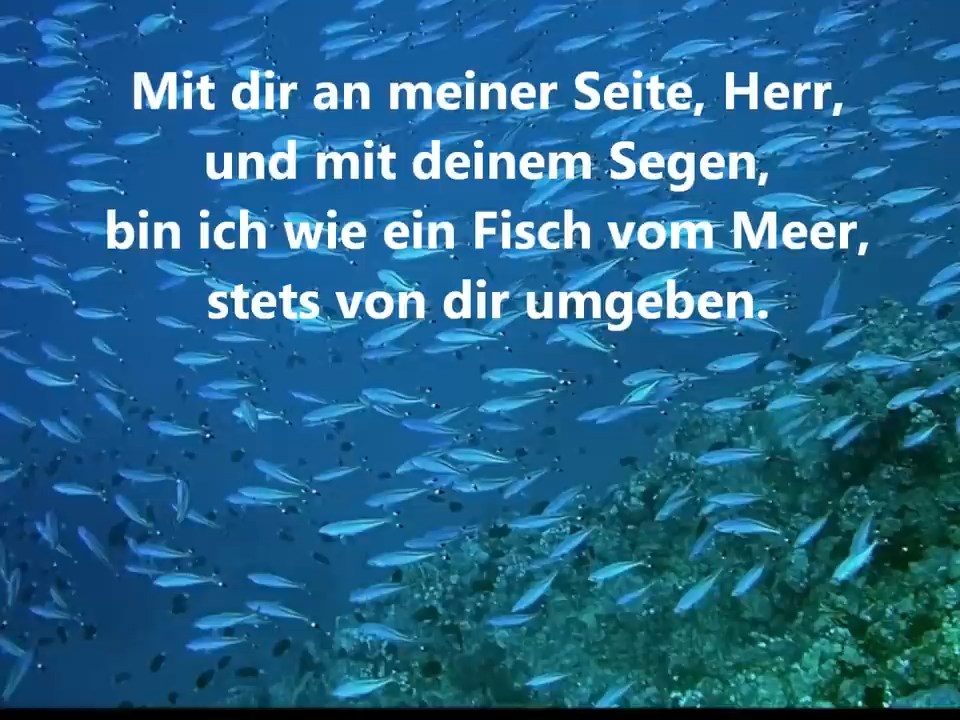 Mit dir an meiner Seite, Herr,
und mit deinem Segen,
bin ich wie ein Fisch vom Meer,
stets von dir umgeben.